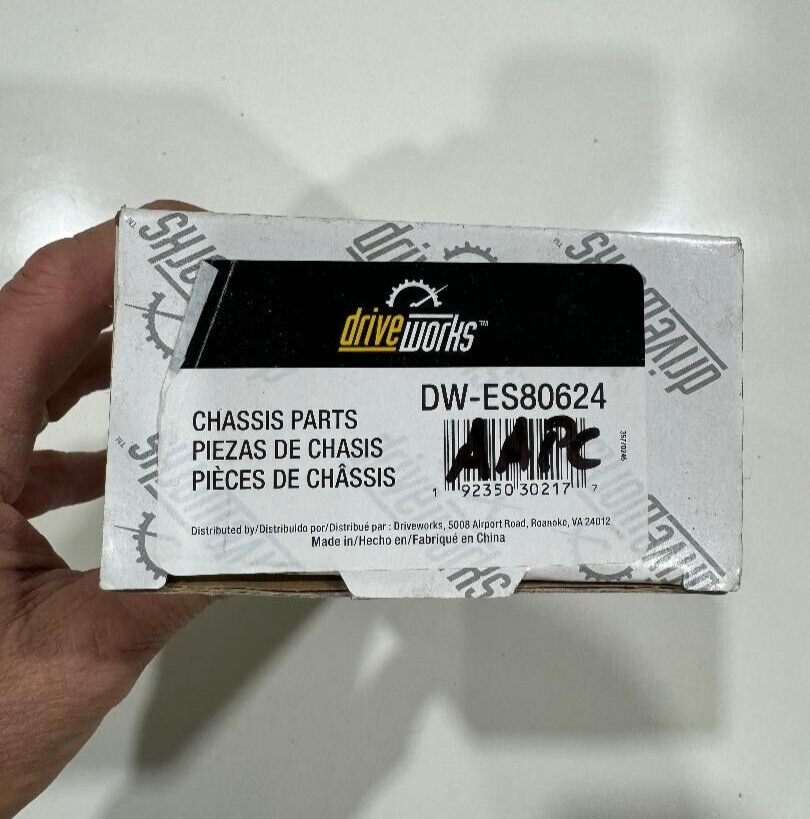 driveworks™
DW-ES80624
CHASSIS PARTS
PIEZAS DE CHASIS
PIÈCES DE CHÂSSIS
AAPC
1 92350 30217 7
Distributed by/Distribuido por/Distribué par : Driveworks, 5008 Airport Road, Roanoke, VA 24012
Made in/Hecho en/Fabriqué en China
driveworks